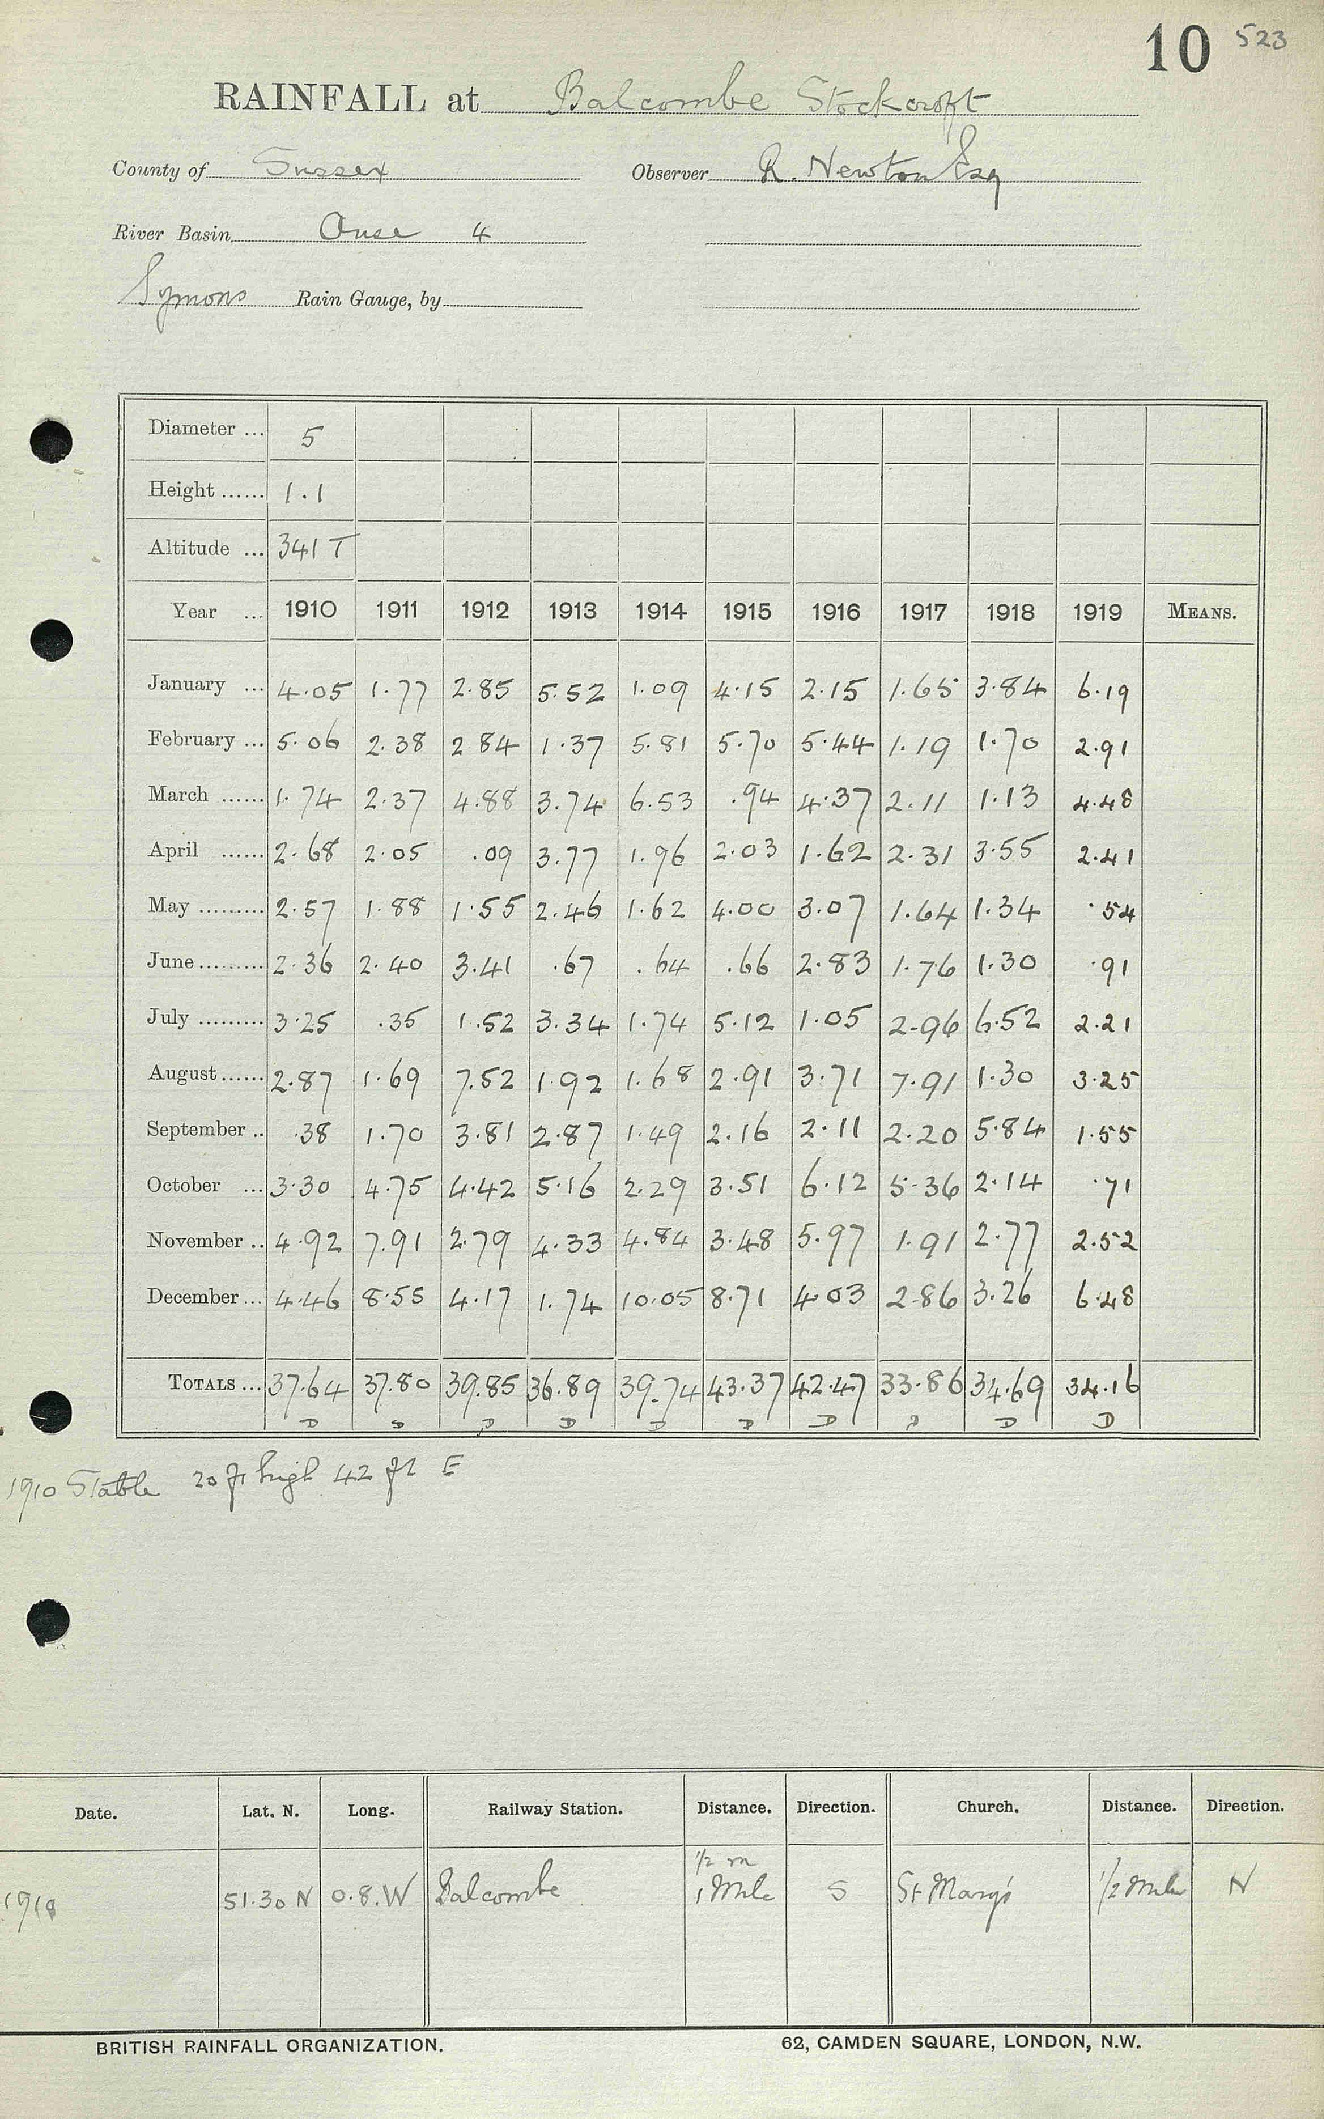 10 523
RAINFALL at Balcombe Stockcroft
County of Sussex Observer R. Newton Esq
River Basin Ouse 4
Symons Rain Gauge, by
Diameter ... 5
Height ...... 1.1
Altitude ... 341 T
Year ... 1910 1911 1912 1913 1914 1915 1916 1917 1918 1919 MEANS.
January ... 4.05 1.77 2.85 5.52 1.09 4.15 2.15 1.65 3.84 6.19
February ... 5.06 2.38 2 84 1.37 5.81 5.70 5.44 1.19 1.70 2.91
March ...... 1.74 2.37 4.88 3.74 6.53 .94 4.37 2.11 1.13 4.48
April ...... 2.68 2.05 .09 3.77 1.96 2.03 1.62 2.31 3.55 2.41
May ......... 2.57 1.88 1.55 2.46 1.62 4.00 3.07 1.64 1.34 .54
June ......... 2.36 2.40 3.41 .67 .64 .66 2.83 1.76 1.30 .91
July ......... 3.25 .35 1.52 3.34 1.74 5.12 1.05 2.96 6.52 2.21
August ...... 2.87 1.69 7.52 1.92 1.68 2.91 3.71 7.91 1.30 3.25
September .. .38 1.70 3.81 2.87 1.49 2.16 2.11 2.20 5.84 1.55
October ... 3.30 4.75 4.42 5.16 2.29 3.51 6.12 5.36 2.14 .71
November .. 4.92 7.91 2.79 4.33 4.84 3.48 5.97 1.91 2.77 2.52
December ... 4.46 8.55 4.17 1.74 10.05 8.71 4.03 2.86 3.26 6.48
TOTALS ... 37.64 37.80 39.85 36.89 39.74 43.37 42.47 33.86 34.69 34.16
D D D D D D D D D D
1910 Stable 20 ft high 42 ft E
Date. Lat. N. Long. Railway Station. Distance. Direction. Church. Distance. Direction.
1/2 m
1918 51.30 N 0.8.W Balcombe 1 Mile S St Mary's 1/2 Mile N
BRITISH RAINFALL ORGANIZATION. 62, CAMDEN SQUARE, LONDON, N.W.